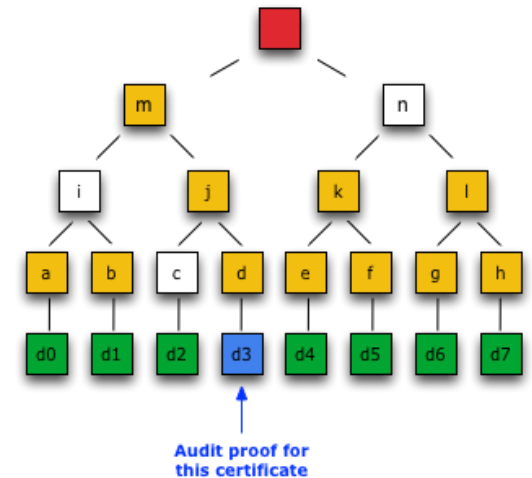 m n
i j k l
a b c d e f g h
d0 d1 d2 d3 d4 d5 d6 d7
Audit proof for
this certificate